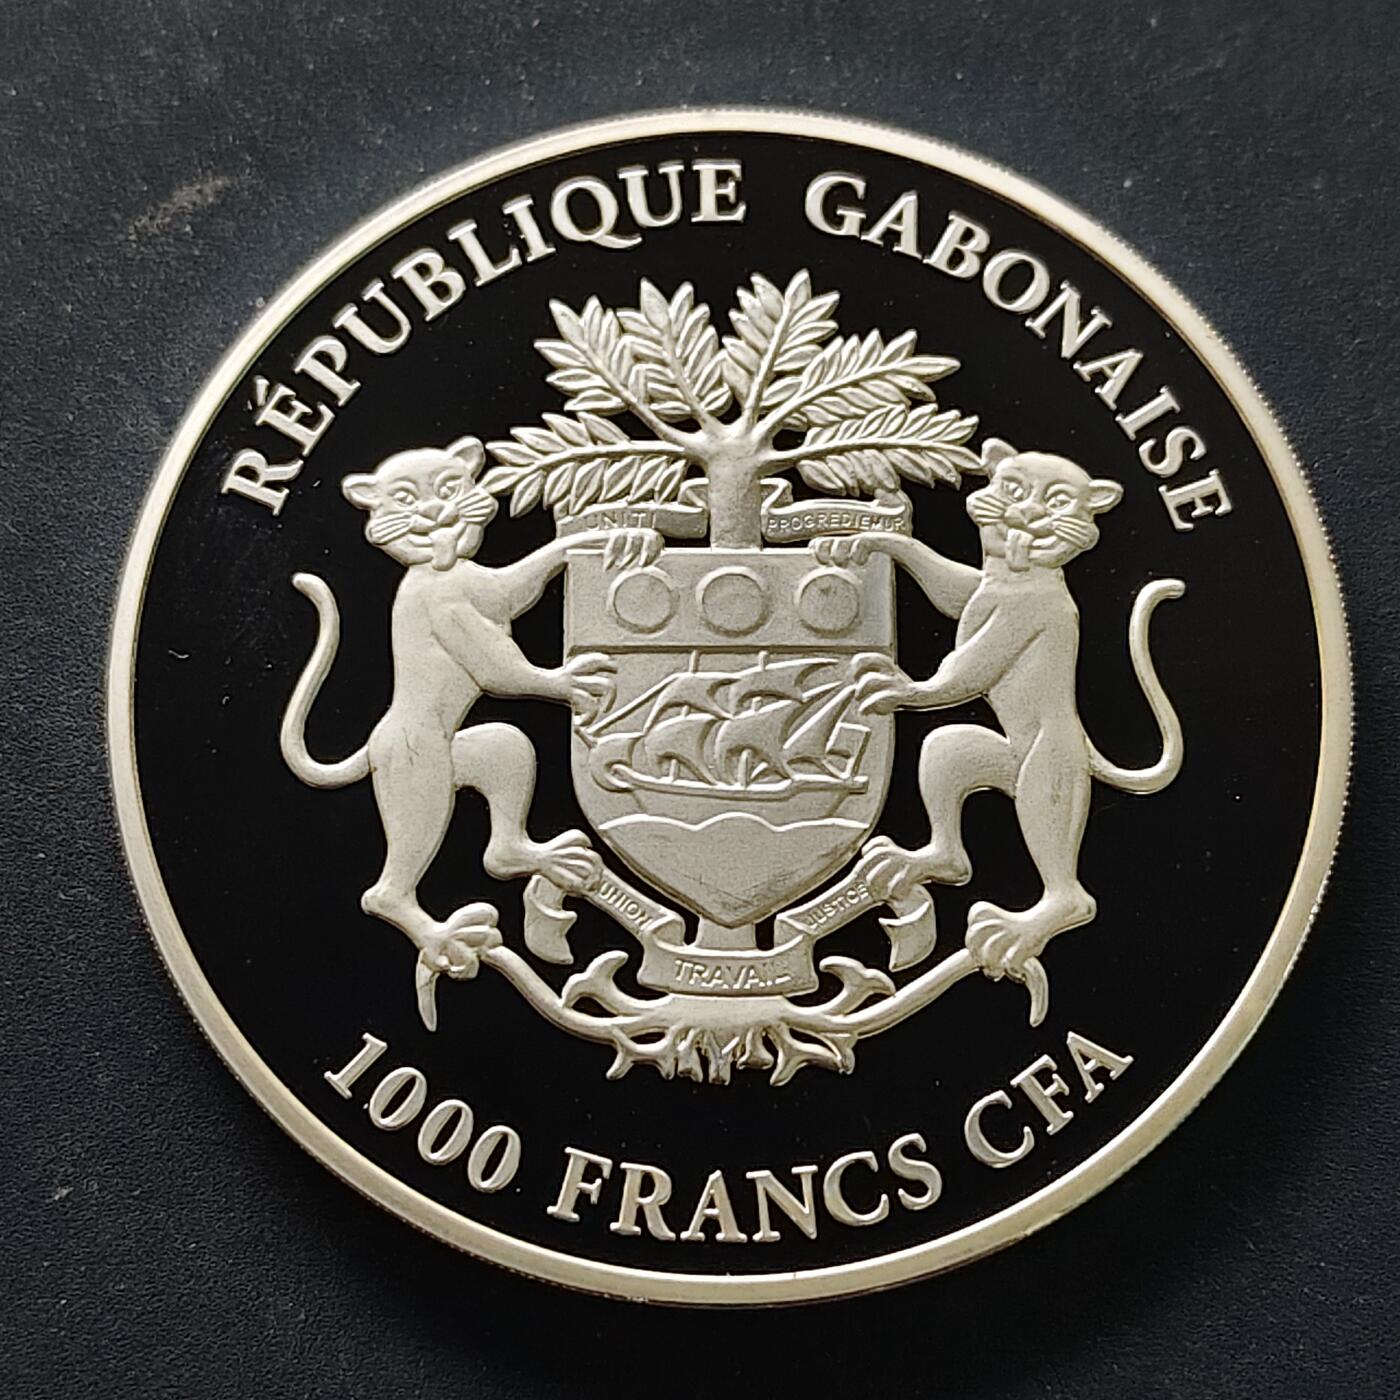 RÉPUBLIQUE GABONAISE
UNITI PROGREDIEMUR
UNION TRAVAIL JUSTICE
1000 FRANCS CFA